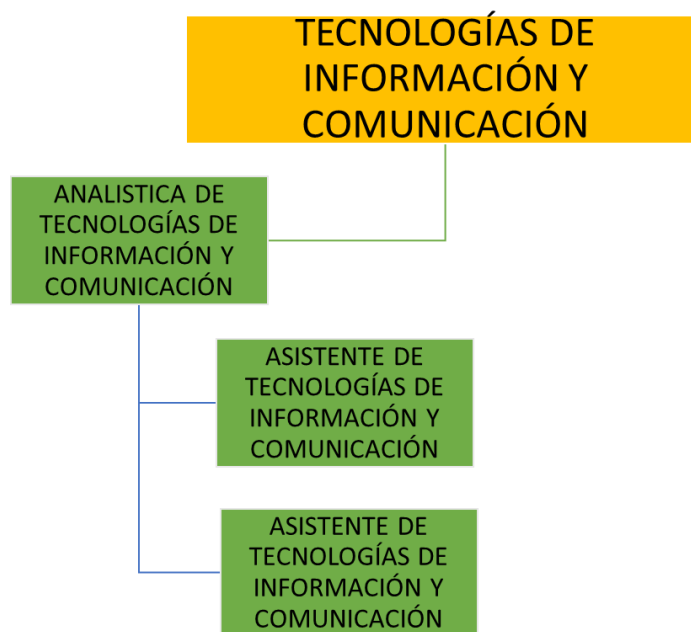 TECNOLOGÍAS DE
INFORMACIÓN Y
COMUNICACIÓN
ANALISTICA DE
TECNOLOGÍAS DE
INFORMACIÓN Y
COMUNICACIÓN
ASISTENTE DE
TECNOLOGÍAS DE
INFORMACIÓN Y
COMUNICACIÓN
ASISTENTE DE
TECNOLOGÍAS DE
INFORMACIÓN Y
COMUNICACIÓN